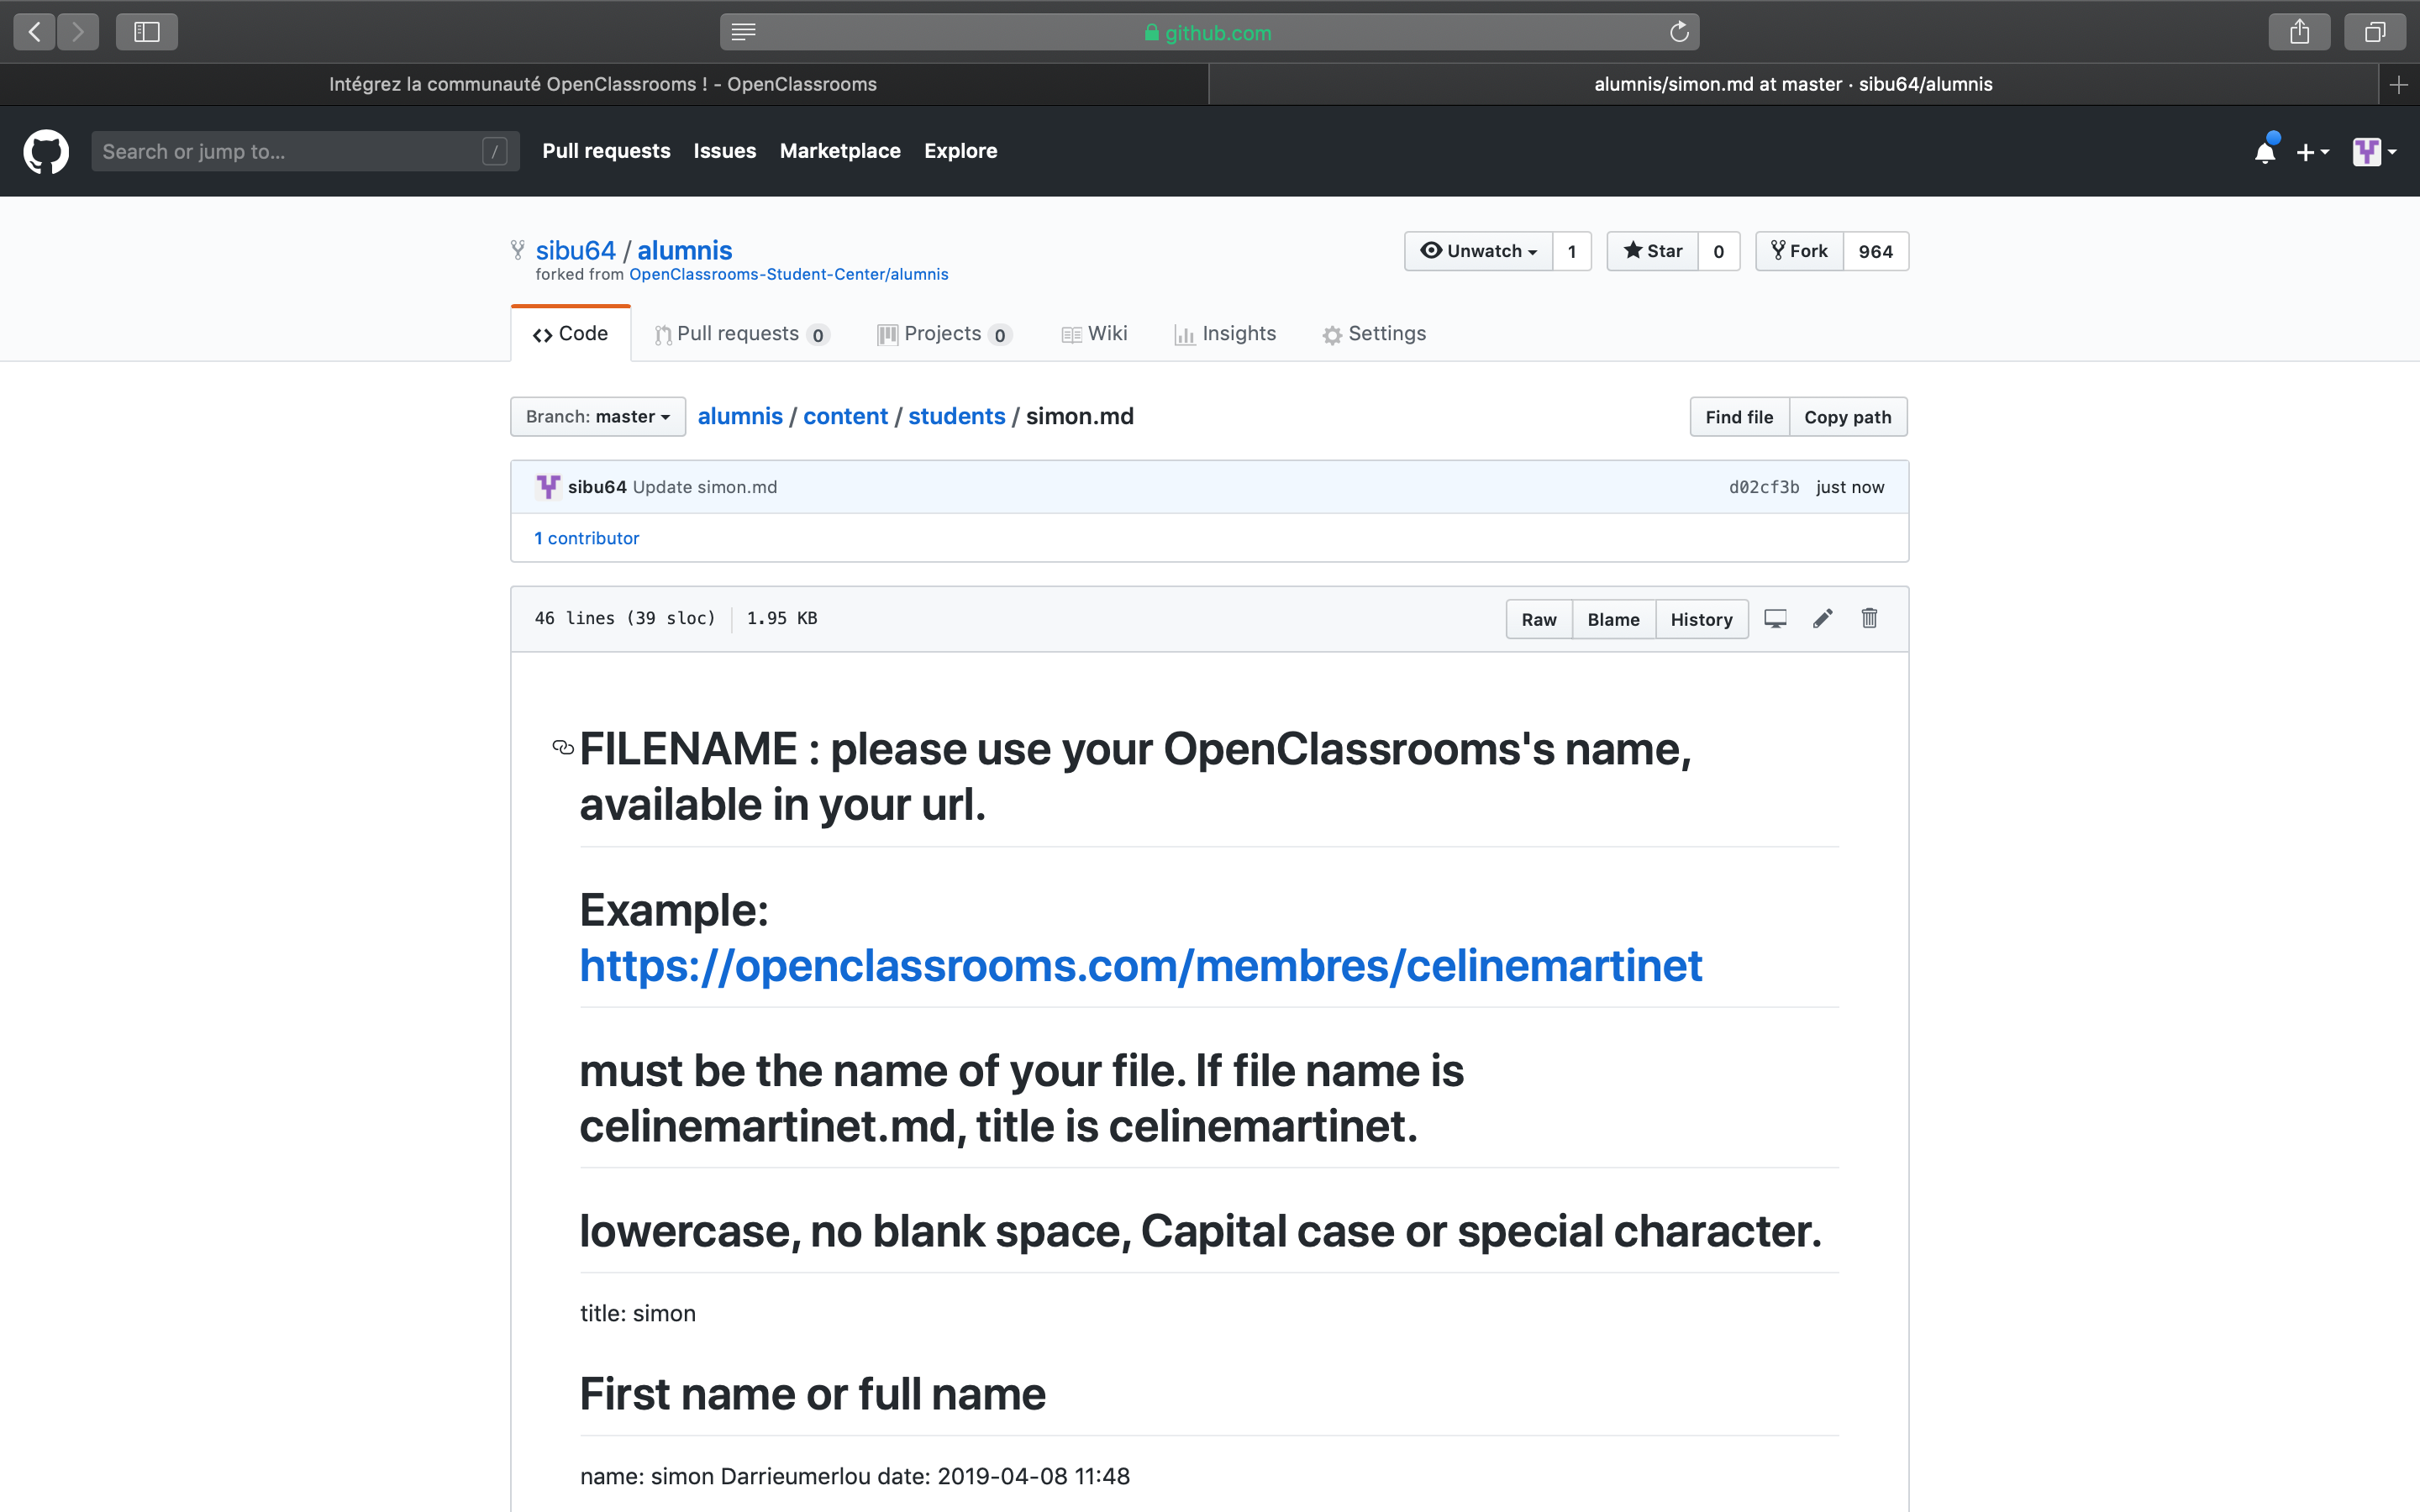 github.com
Intégrez la communauté OpenClassrooms ! - OpenClassrooms
alumnis/simon.md at master · sibu64/alumnis
Search or jump to... /
Pull requests Issues Marketplace Explore
sibu64 / alumnis
forked from OpenClassrooms-Student-Center/alumnis
Unwatch 1 Star 0 Fork 964
Code Pull requests 0 Projects 0 Wiki Insights Settings
Branch: master alumnis / content / students / simon.md Find file Copy path
sibu64 Update simon.md d02cf3b just now
1 contributor
46 lines (39 sloc) 1.95 KB Raw Blame History
FILENAME : please use your OpenClassrooms's name,
available in your url.
Example:
https://openclassrooms.com/membres/celinemartinet
must be the name of your file. If file name is
celinemartinet.md, title is celinemartinet.
lowercase, no blank space, Capital case or special character.
title: simon
First name or full name
name: simon Darrieumerlou date: 2019-04-08 11:48